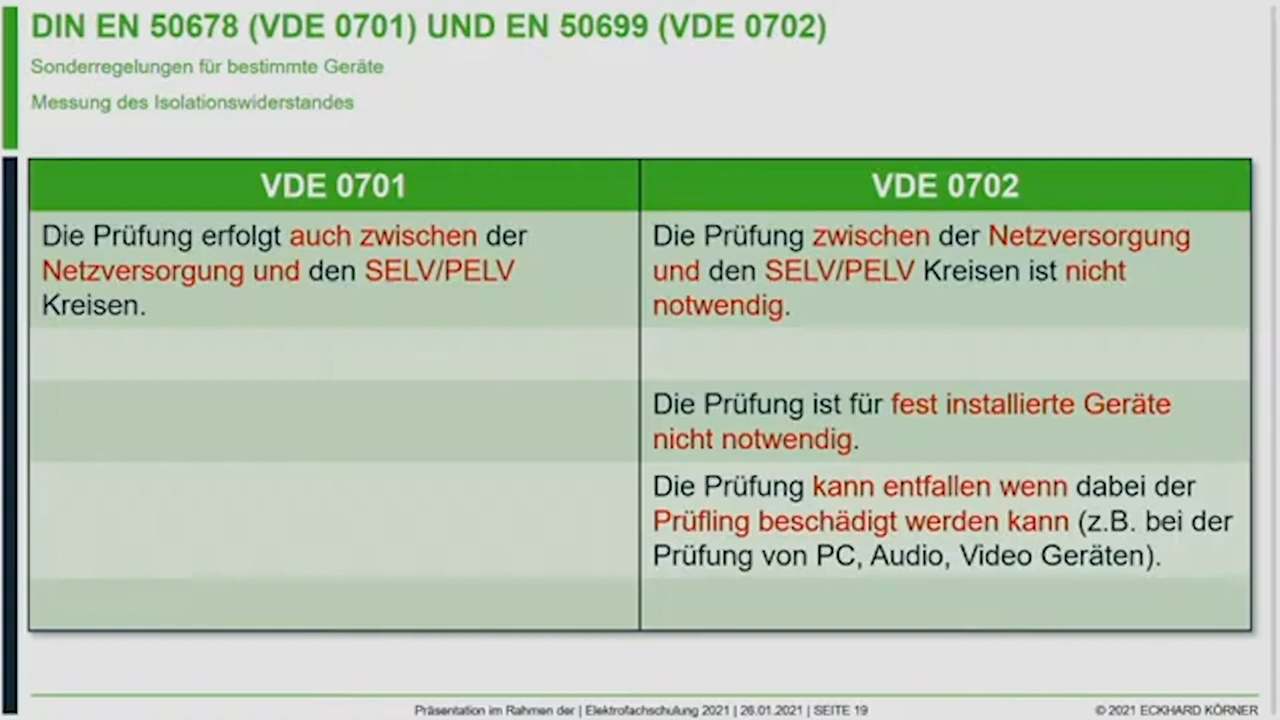 DIN EN 50678 (VDE 0701) UND EN 50699 (VDE 0702)
Sonderregelungen für bestimmte Geräte
Messung des Isolationswiderstandes
VDE 0701
Die Prüfung erfolgt auch zwischen der
Netzversorgung und den SELV/PELV
Kreisen.
VDE 0702
Die Prüfung zwischen der Netzversorgung
und den SELV/PELV Kreisen ist nicht
notwendig.
Die Prüfung ist für fest installierte Geräte
nicht notwendig.
Die Prüfung kann entfallen wenn dabei der
Prüfling beschädigt werden kann (z.B. bei der
Prüfung von PC, Audio, Video Geräten).
Präsentation im Rahmen der | Elektrofachschulung 2021 | 26.01.2021 | SEITE 19
© 2021 ECKHARD KÖRNER